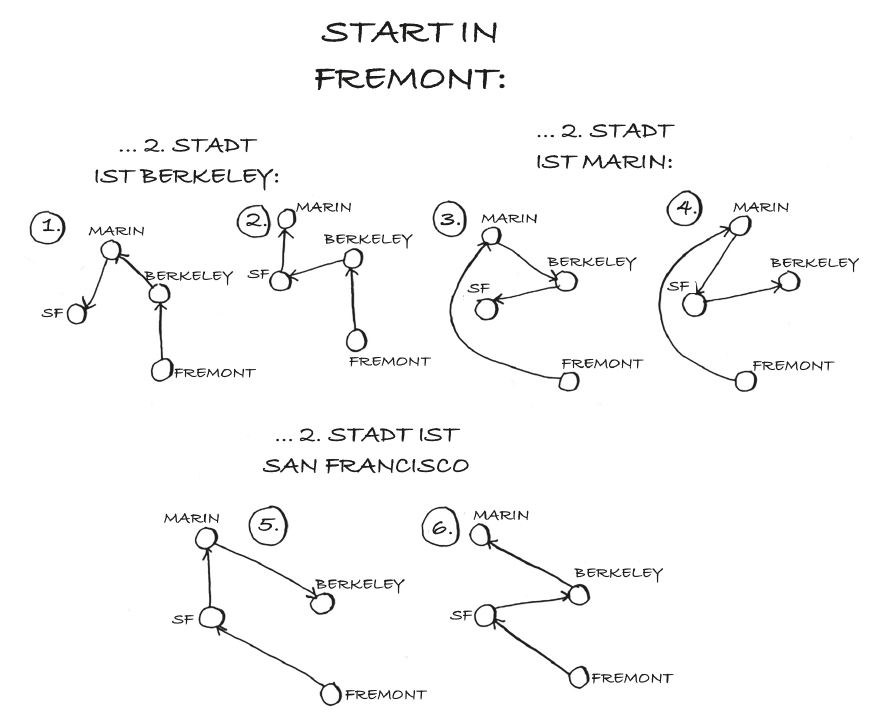 START IN
FREMONT:
... 2. STADT
IST BERKELEY:
1.
MARIN
BERKELEY
SF
FREMONT
2.
MARIN
BERKELEY
SF
FREMONT
... 2. STADT
IST MARIN:
3.
MARIN
BERKELEY
SF
FREMONT
4.
MARIN
BERKELEY
SF
FREMONT
... 2. STADT IST
SAN FRANCISCO
5.
MARIN
BERKELEY
SF
FREMONT
6.
MARIN
BERKELEY
SF
FREMONT